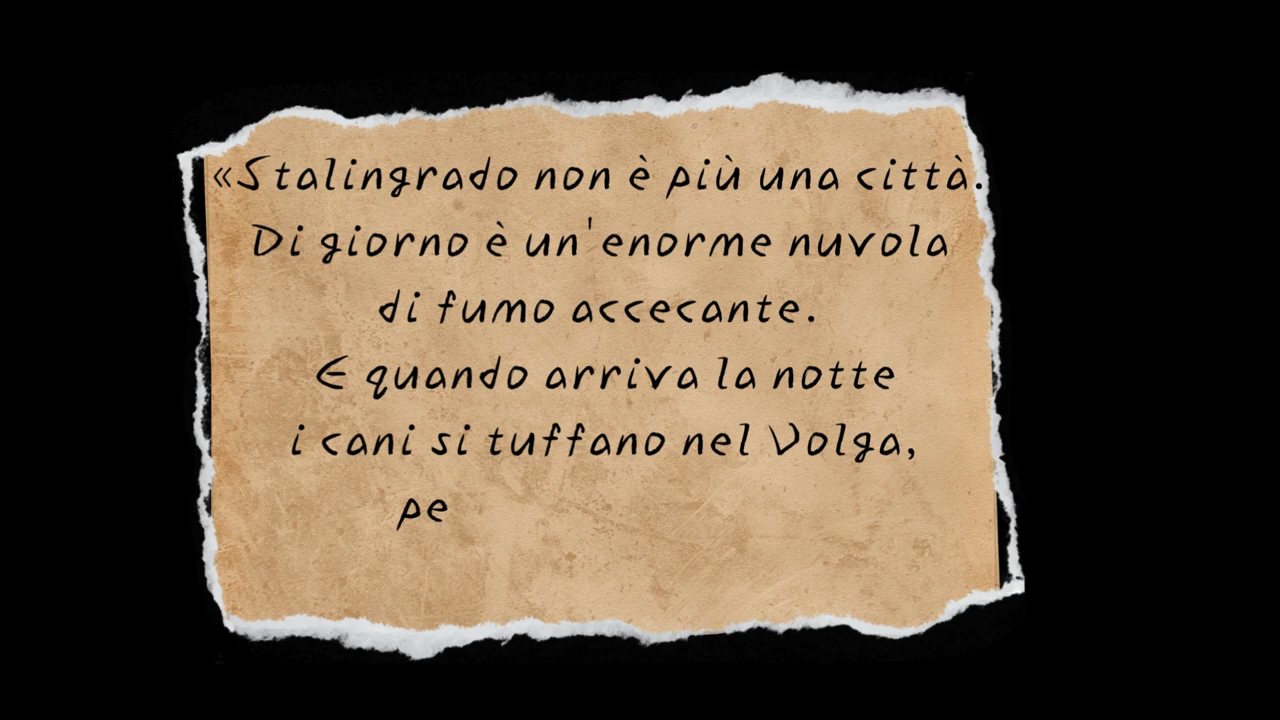 «Stalingrado non è più una città.
Di giorno è un'enorme nuvola
di fumo accecante.
E quando arriva la notte
i cani si tuffano nel Volga,
pe